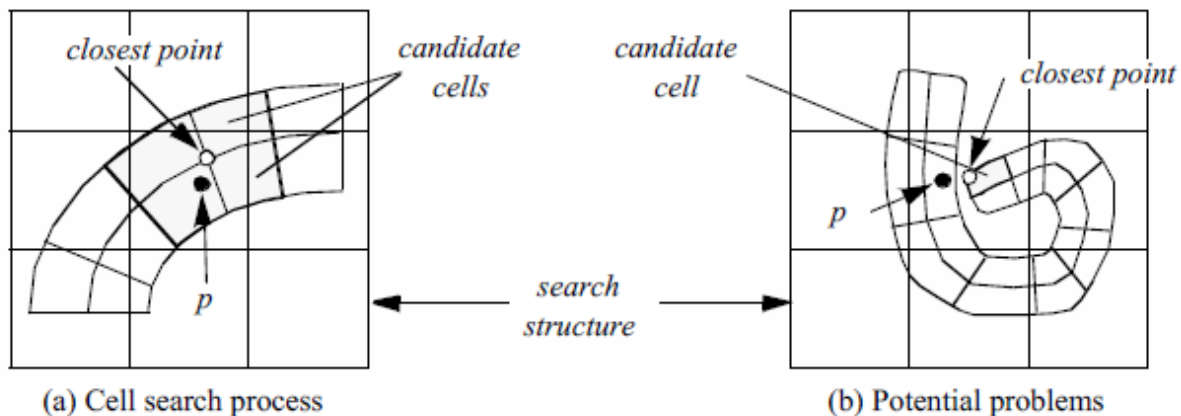 closest point
candidate
cells
p
(a) Cell search process
search
structure
candidate
cell
closest point
p
(b) Potential problems